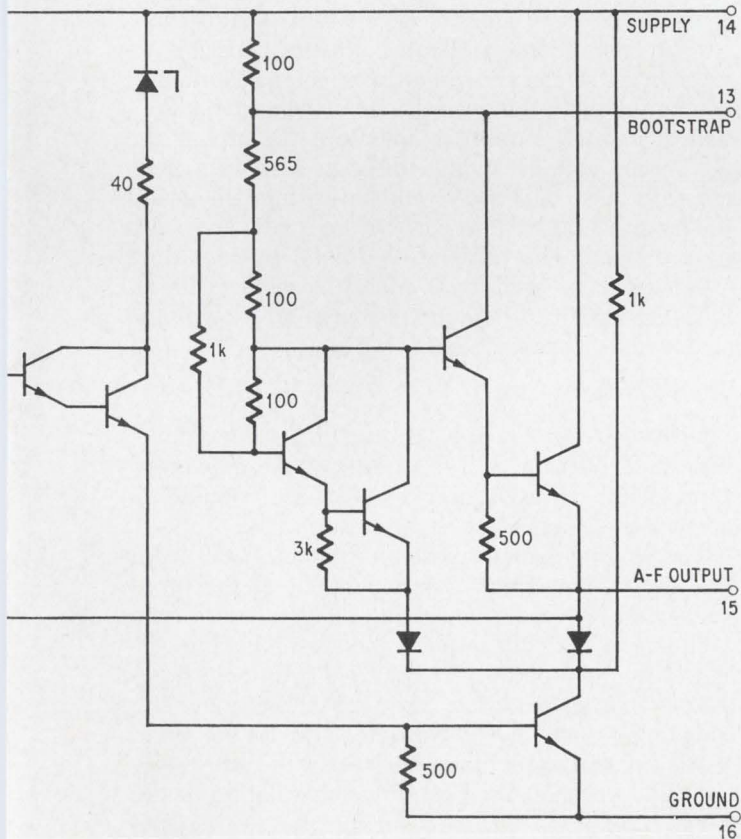 SUPPLY 14
100
13
BOOTSTRAP
565
40
100
1k
1k
100
3k
500
A-F OUTPUT
15
500
GROUND
16